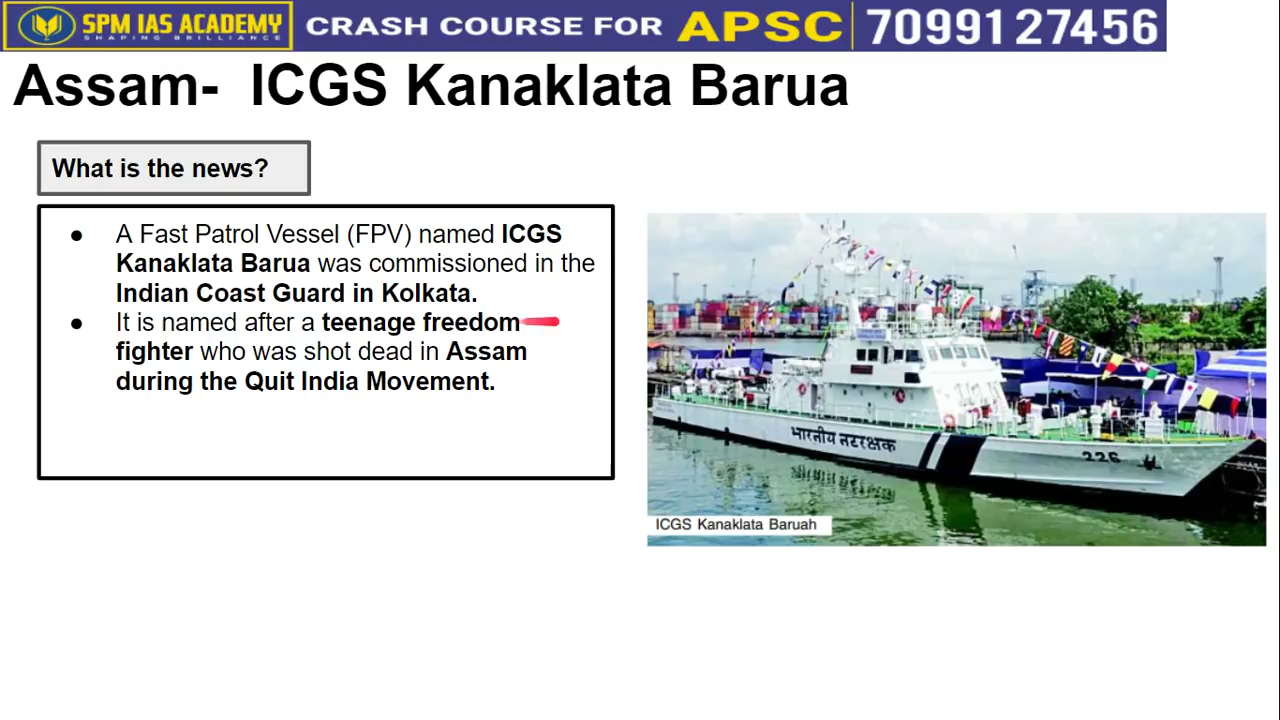 SPM IAS ACADEMY
SHAPING BRILLIANCE
CRASH COURSE FOR APSC 70991 27456
Assam- ICGS Kanaklata Barua
What is the news?
● A Fast Patrol Vessel (FPV) named ICGS
Kanaklata Barua was commissioned in the
Indian Coast Guard in Kolkata.
● It is named after a teenage freedom
fighter who was shot dead in Assam
during the Quit India Movement.
भारतीय तटरक्षक
226
ICGS Kanaklata Baruah